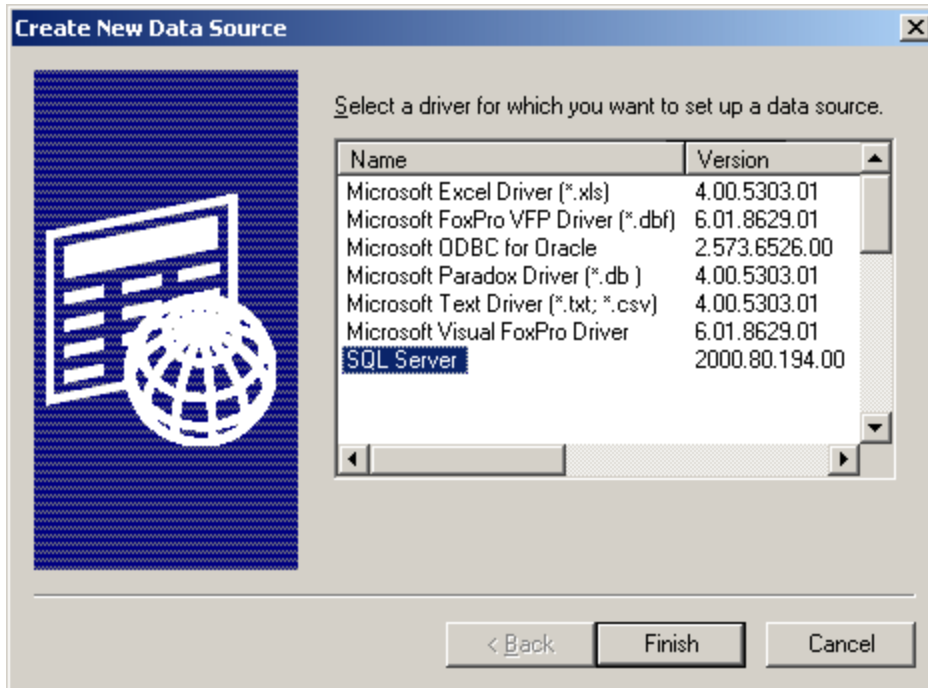 Create New Data Source
Select a driver for which you want to set up a data source.
Name Version
Microsoft Excel Driver (*.xls) 4.00.5303.01
Microsoft FoxPro VFP Driver (*.dbf) 6.01.8629.01
Microsoft ODBC for Oracle 2.573.6526.00
Microsoft Paradox Driver (*.db ) 4.00.5303.01
Microsoft Text Driver (*.txt; *.csv) 4.00.5303.01
Microsoft Visual FoxPro Driver 6.01.8629.01
SQL Server 2000.80.194.00
< Back Finish Cancel